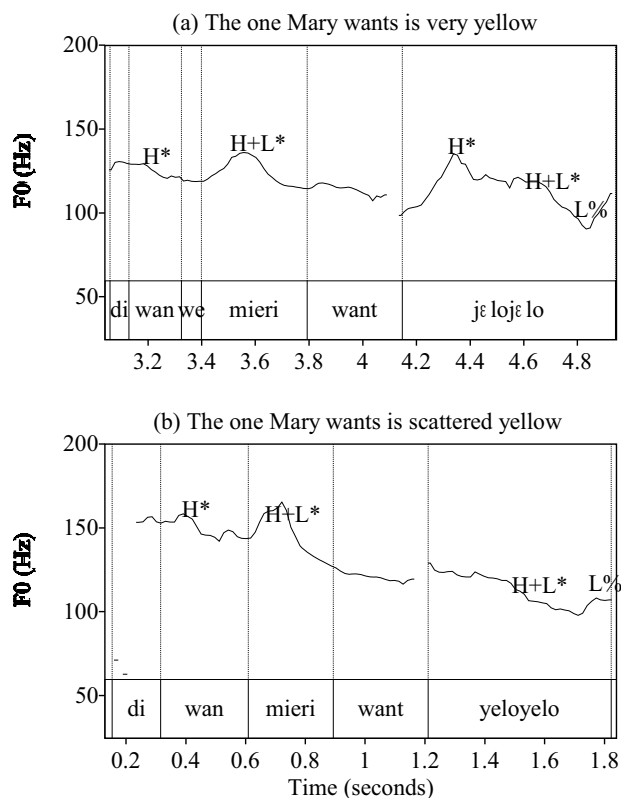 (a) The one Mary wants is very yellow
200
150
100
50
F0 (Hz)
H*
H+L*
H*
H+L*
L%
di wan we mieri want jɛ lojɛ lo
3.2 3.4 3.6 3.8 4 4.2 4.4 4.6 4.8
(b) The one Mary wants is scattered yellow
200
150
100
50
F0 (Hz)
H*
H+L*
H+L*
L%
di wan mieri want yeloyelo
0.2 0.4 0.6 0.8 1 1.2 1.4 1.6 1.8
Time (seconds)